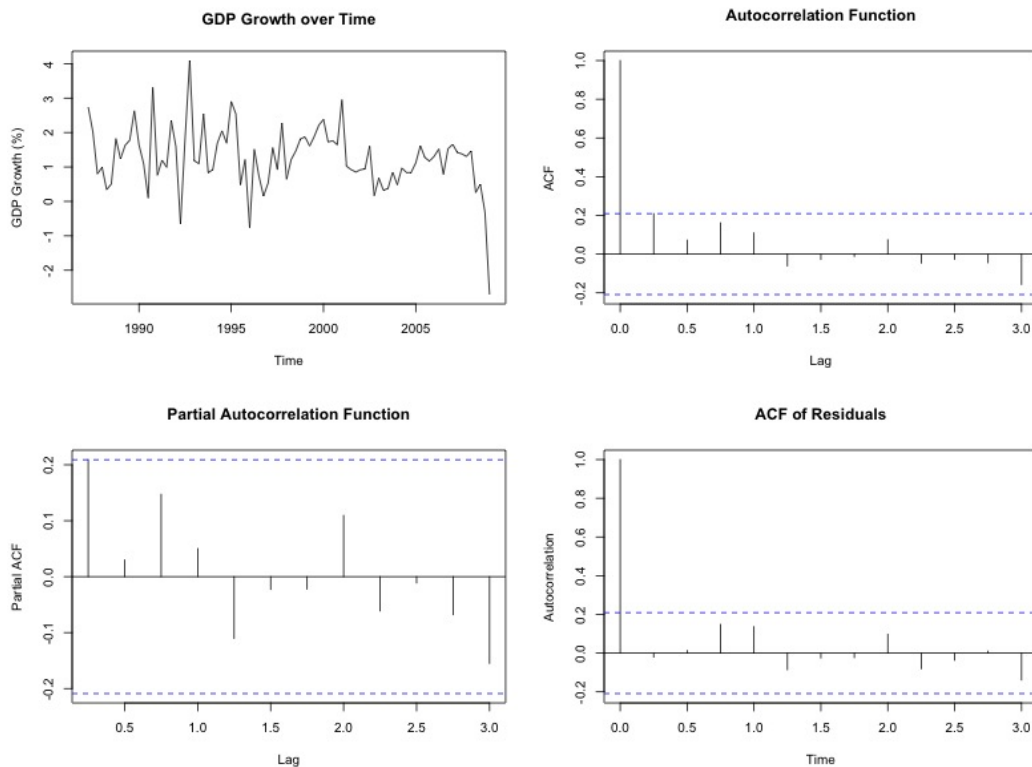 GDP Growth over Time
GDP Growth (%)
4
3
2
1
0
-1
-2
1990 1995 2000 2005
Time
Autocorrelation Function
ACF
1.0
0.8
0.6
0.4
0.2
0.0
-0.2
0.0 0.5 1.0 1.5 2.0 2.5 3.0
Lag
Partial Autocorrelation Function
Partial ACF
0.2
0.1
0.0
-0.1
-0.2
0.5 1.0 1.5 2.0 2.5 3.0
Lag
ACF of Residuals
Autocorrelation
1.0
0.8
0.6
0.4
0.2
0.0
-0.2
0.0 0.5 1.0 1.5 2.0 2.5 3.0
Time